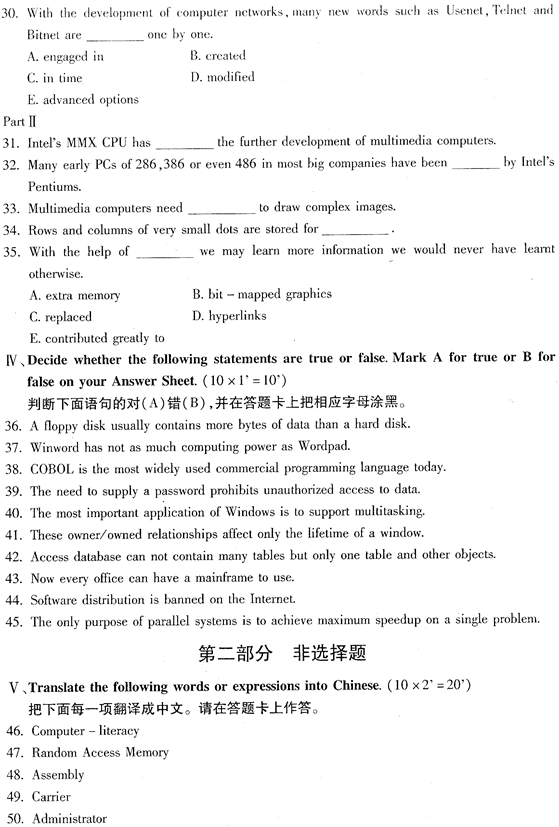 30. With the development of computer networks, many new words such as Usenet, Telnet and
Bitnet are ________ one by one.
A. engaged in B. created
C. in time D. modified
E. advanced options
Part Ⅱ
31. Intel's MMX CPU has ________ the further development of multimedia computers.
32. Many early PCs of 286,386 or even 486 in most big companies have been ________ by Intel's
Pentiums.
33. Multimedia computers need ________ to draw complex images.
34. Rows and columns of very small dots are stored for ________ .
35. With the help of ________ we may learn more information we would never have learnt
otherwise.
A. extra memory B. bit – mapped graphics
C. replaced D. hyperlinks
E. contributed greatly to
Ⅳ、Decide whether the following statements are true or false. Mark A for true or B for
false on your Answer Sheet. (10×1'=10')
判断下面语句的对(A)错(B),并在答题卡上把相应字母涂黑。
36. A floppy disk usually contains more bytes of data than a hard disk.
37. Winword has not as much computing power as Wordpad.
38. COBOL is the most widely used commercial programming language today.
39. The need to supply a password prohibits unauthorized access to data.
40. The most important application of Windows is to support multitasking.
41. These owner/owned relationships affect only the lifetime of a window.
42. Access database can not contain many tables but only one table and other objects.
43. Now every office can have a mainframe to use.
44. Software distribution is banned on the Internet.
45. The only purpose of parallel systems is to achieve maximum speedup on a single problem.
第二部分 非选择题
Ⅴ、Translate the following words or expressions into Chinese. (10×2'=20')
把下面每一项翻译成中文。请在答题卡上作答。
46. Computer – literacy
47. Random Access Memory
48. Assembly
49. Carrier
50. Administrator